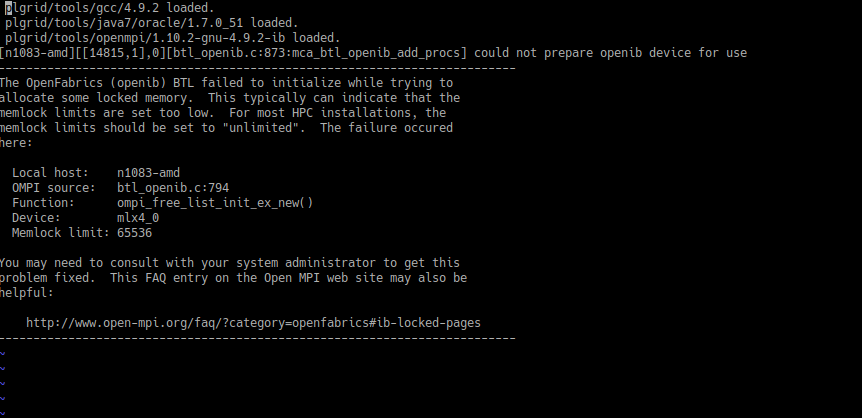 plgrid/tools/gcc/4.9.2 loaded.
plgrid/tools/java7/oracle/1.7.0_51 loaded.
plgrid/tools/openmpi/1.10.2-gnu-4.9.2-ib loaded.
[n1083-amd][[14815,1],0][btl_openib.c:873:mca_btl_openib_add_procs] could not prepare openib device for use
--------------------------------------------------------------------------
The OpenFabrics (openib) BTL failed to initialize while trying to
allocate some locked memory.  This typically can indicate that the
memlock limits are set too low.  For most HPC installations, the
memlock limits should be set to "unlimited".  The failure occured
here:

  Local host:    n1083-amd
  OMPI source:   btl_openib.c:794
  Function:      ompi_free_list_init_ex_new()
  Device:        mlx4_0
  Memlock limit: 65536

You may need to consult with your system administrator to get this
problem fixed.  This FAQ entry on the Open MPI web site may also be
helpful:

    http://www.open-mpi.org/faq/?category=openfabrics#ib-locked-pages
--------------------------------------------------------------------------
~
~
~
~
~